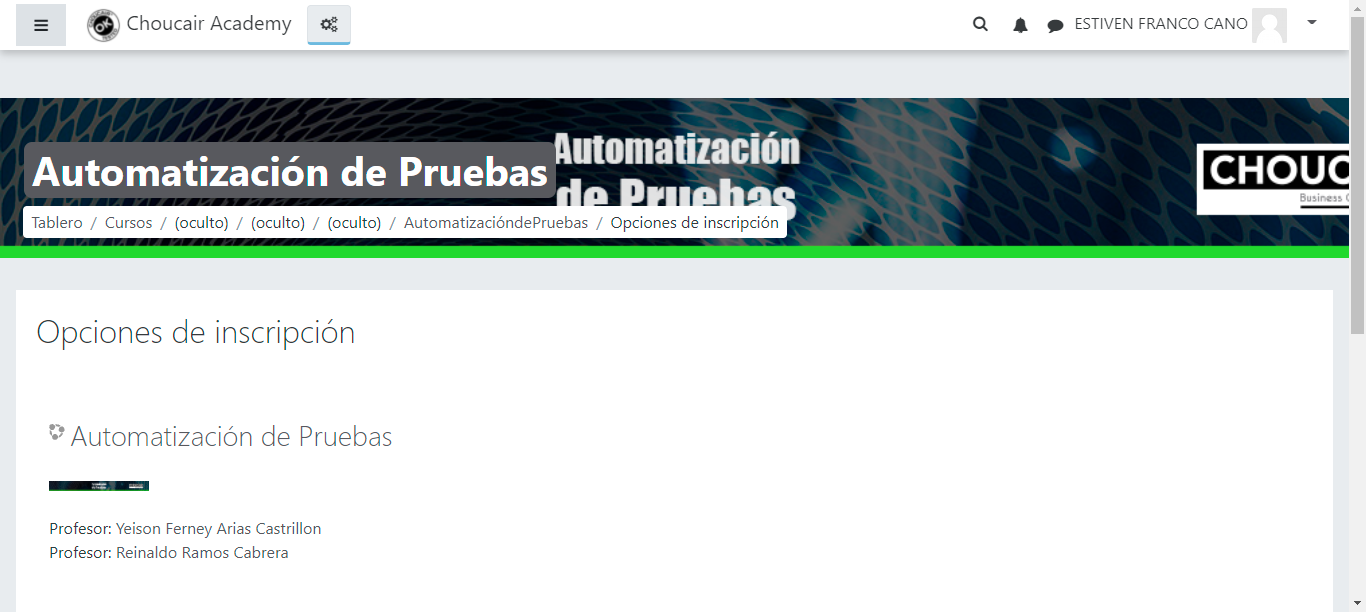 Choucair Academy
ESTIVEN FRANCO CANO
Automatización
de Pruebas
Automatización de Pruebas
CHOUC
Business
Tablero / Cursos / (oculto) / (oculto) / (oculto) / AutomatizacióndePruebas / Opciones de inscripción
Opciones de inscripción
Automatización de Pruebas
Profesor: Yeison Ferney Arias Castrillon
Profesor: Reinaldo Ramos Cabrera